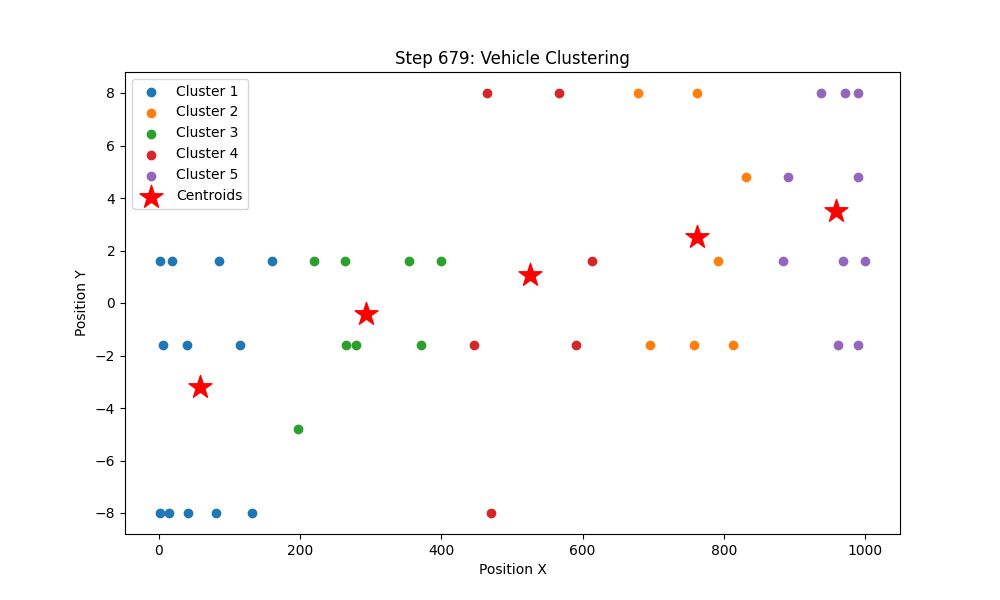 Step 679: Vehicle Clustering
Cluster 1
Cluster 2
Cluster 3
Cluster 4
Cluster 5
Centroids
Position Y
8
6
4
2
0
−2
−4
−6
−8
0 200 400 600 800 1000
Position X